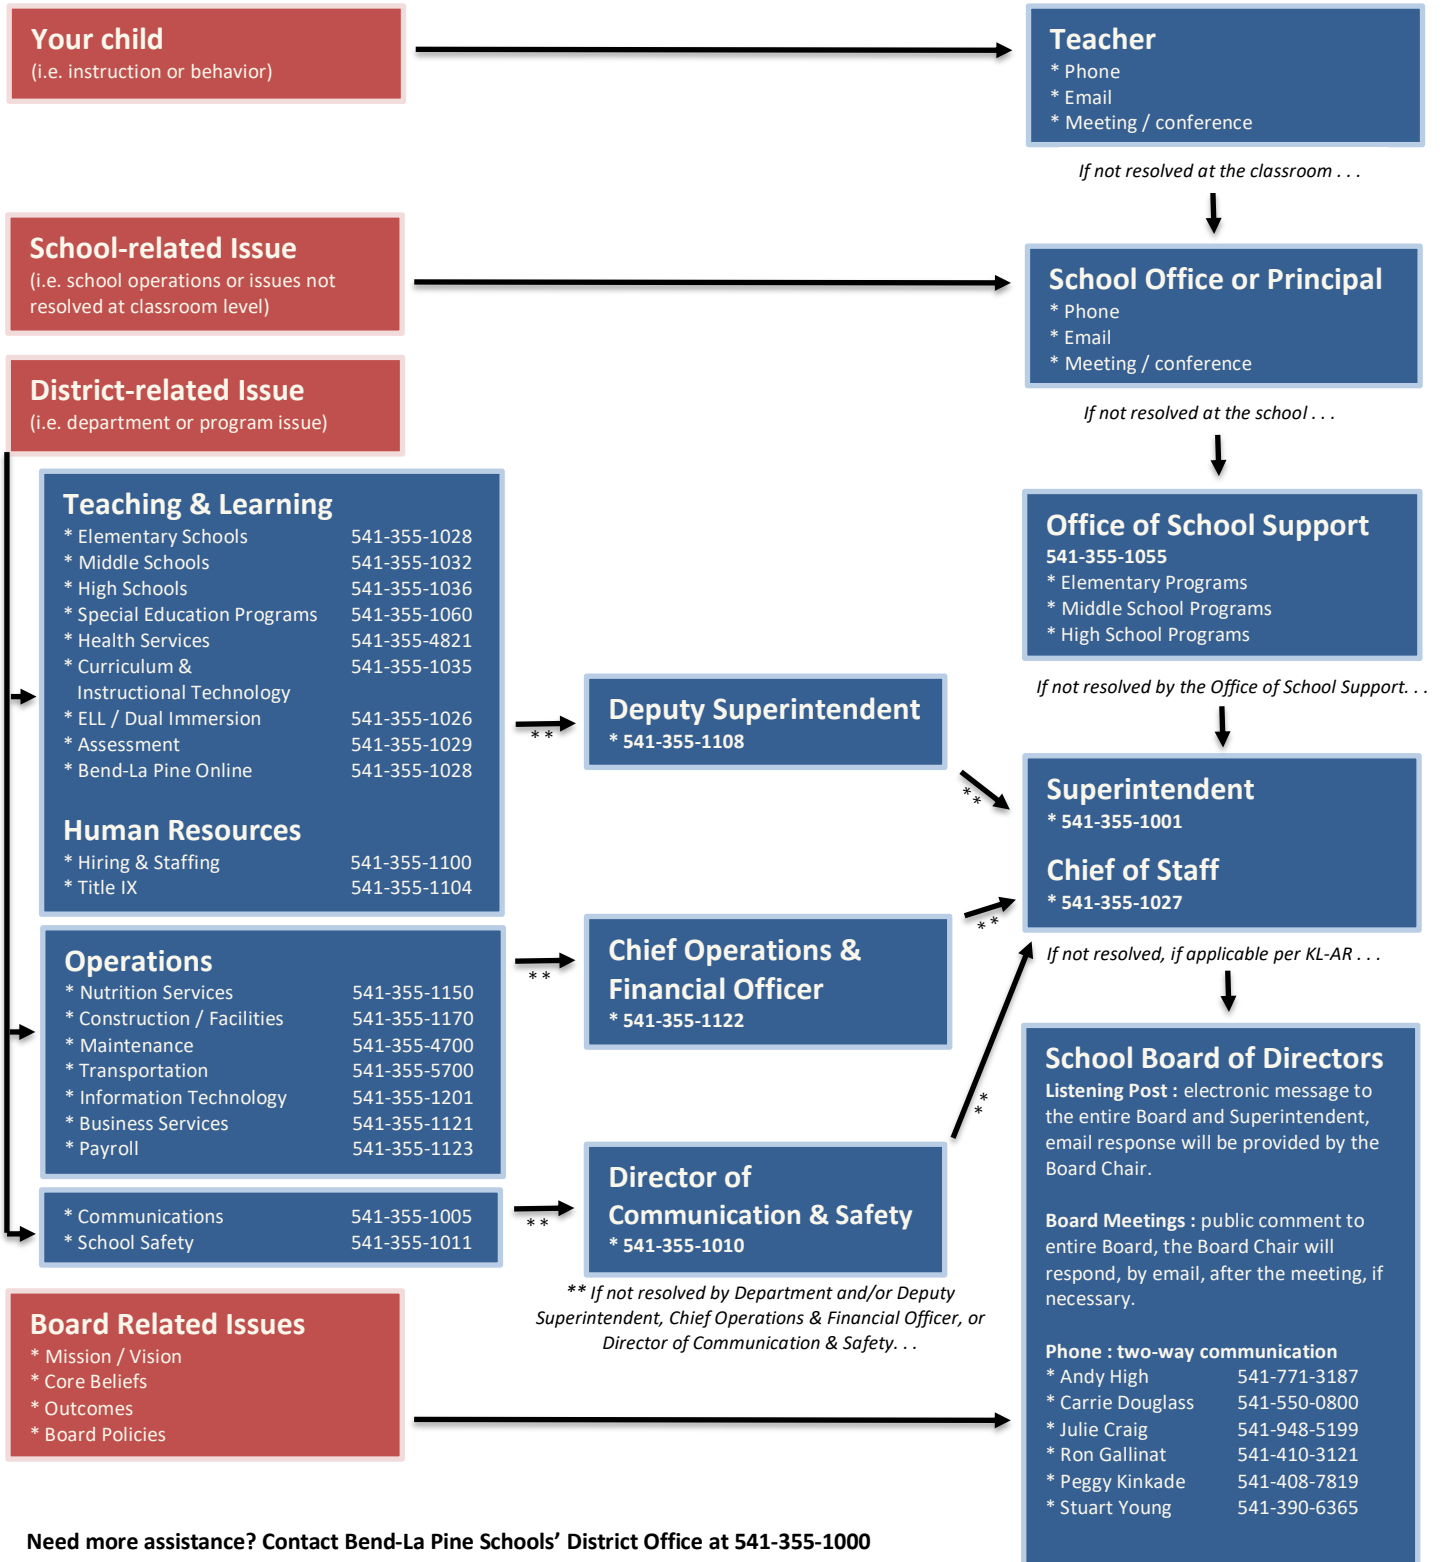 Your child
(i.e. instruction or behavior)
Teacher
* Phone
* Email
* Meeting / conference
If not resolved at the classroom . . .
School-related Issue
(i.e. school operations or issues not
resolved at classroom level)
School Office or Principal
* Phone
* Email
* Meeting / conference
If not resolved at the school . . .
District-related Issue
(i.e. department or program issue)
Teaching & Learning
* Elementary Schools 541-355-1028
* Middle Schools 541-355-1032
* High Schools 541-355-1036
* Special Education Programs 541-355-1060
* Health Services 541-355-4821
* Curriculum & 541-355-1035
Instructional Technology
* ELL / Dual Immersion 541-355-1026
* Assessment 541-355-1029
* Bend-La Pine Online 541-355-1028
Human Resources
* Hiring & Staffing 541-355-1100
* Title IX 541-355-1104
**
Deputy Superintendent
* 541-355-1108
**
Office of School Support
541-355-1055
* Elementary Programs
* Middle School Programs
* High School Programs
If not resolved by the Office of School Support. . .
Superintendent
* 541-355-1001
Chief of Staff
* 541-355-1027
If not resolved, if applicable per KL-AR . . .
Operations
* Nutrition Services 541-355-1150
* Construction / Facilities 541-355-1170
* Maintenance 541-355-4700
* Transportation 541-355-5700
* Information Technology 541-355-1201
* Business Services 541-355-1121
* Payroll 541-355-1123
**
Chief Operations &
Financial Officer
* 541-355-1122
**
* Communications 541-355-1005
* School Safety 541-355-1011
**
Director of
Communication & Safety
* 541-355-1010
**
** If not resolved by Department and/or Deputy
Superintendent, Chief Operations & Financial Officer, or
Director of Communication & Safety. . .
School Board of Directors
Listening Post : electronic message to
the entire Board and Superintendent,
email response will be provided by the
Board Chair.
Board Meetings : public comment to
entire Board, the Board Chair will
respond, by email, after the meeting, if
necessary.
Phone : two-way communication
* Andy High 541-771-3187
* Carrie Douglass 541-550-0800
* Julie Craig 541-948-5199
* Ron Gallinat 541-410-3121
* Peggy Kinkade 541-408-7819
* Stuart Young 541-390-6365
Board Related Issues
* Mission / Vision
* Core Beliefs
* Outcomes
* Board Policies
Need more assistance? Contact Bend-La Pine Schools’ District Office at 541-355-1000